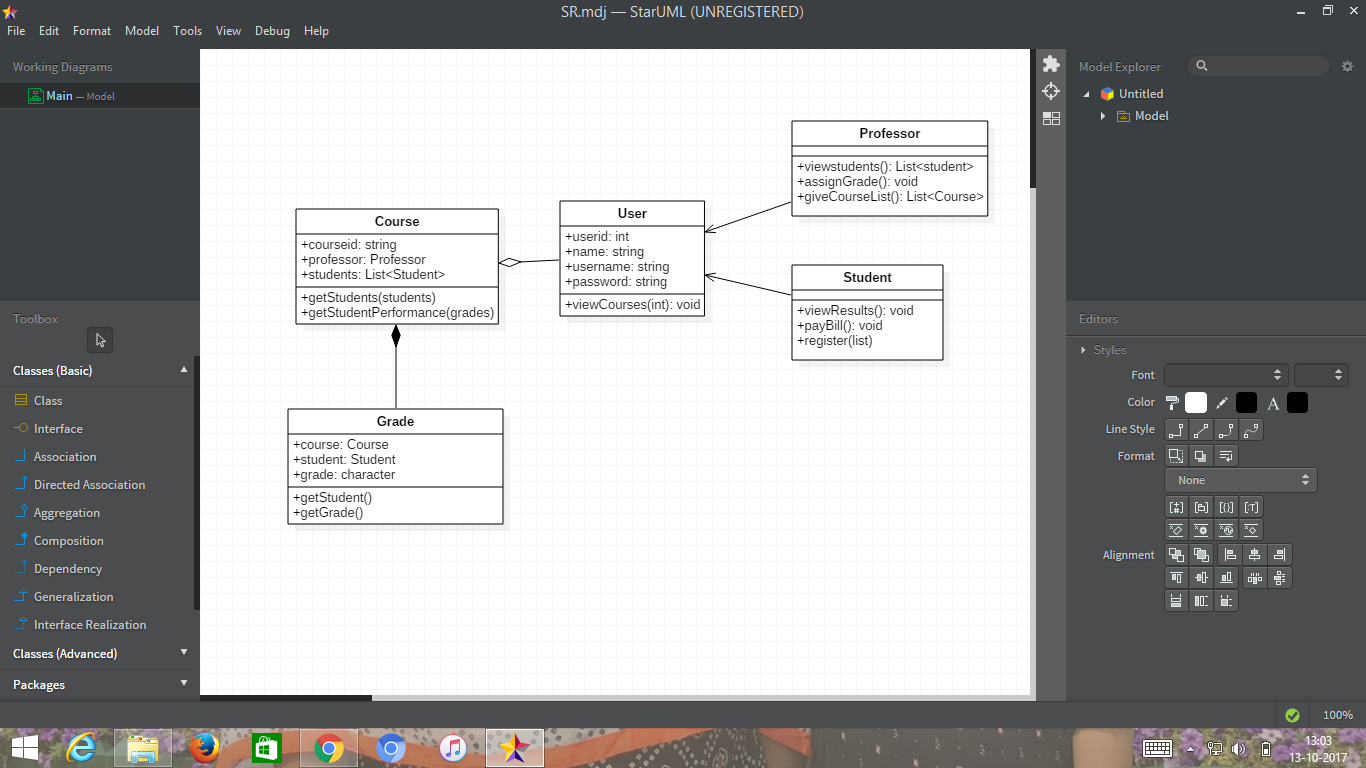 SR.mdj — StarUML (UNREGISTERED)
File Edit Format Model Tools View Debug Help
Working Diagrams
Main — Model
Toolbox
Classes (Basic)
Class
Interface
Association
Directed Association
Aggregation
Composition
Dependency
Generalization
Interface Realization
Classes (Advanced)
Packages
Course
+courseid: string
+professor: Professor
+students: List<Student>
+getStudents(students)
+getStudentPerformance(grades)
User
+userid: int
+name: string
+username: string
+password: string
+viewCourses(int): void
Professor
+viewstudents(): List<student>
+assignGrade(): void
+giveCourseList(): List<Course>
Student
+viewResults(): void
+payBill(): void
+register(list)
Grade
+course: Course
+student: Student
+grade: character
+getStudent()
+getGrade()
Model Explorer
Untitled
Model
Editors
Styles
Font
Color A
Line Style
Format
None
Alignment
100%
13:03
13-10-2017